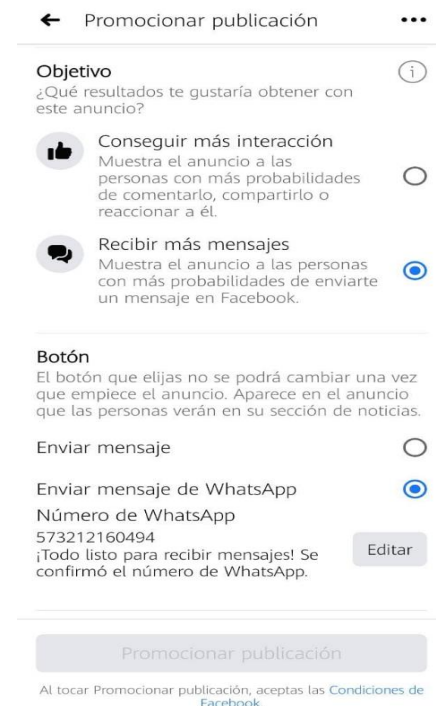 Promocionar publicación
Objetivo
¿Qué resultados te gustaría obtener con
este anuncio?
Conseguir más interacción
Muestra el anuncio a las
personas con más probabilidades
de comentarlo, compartirlo o
reaccionar a él.
Recibir más mensajes
Muestra el anuncio a las personas
con más probabilidades de enviarte
un mensaje en Facebook.
Botón
El botón que elijas no se podrá cambiar una vez
que empiece el anuncio. Aparece en el anuncio
que las personas verán en su sección de noticias.
Enviar mensaje
Enviar mensaje de WhatsApp
Número de WhatsApp
573212160494
¡Todo listo para recibir mensajes! Se
confirmó el número de WhatsApp.
Editar
Promocionar publicación
Al tocar Promocionar publicación, aceptas las Condiciones de
Facebook